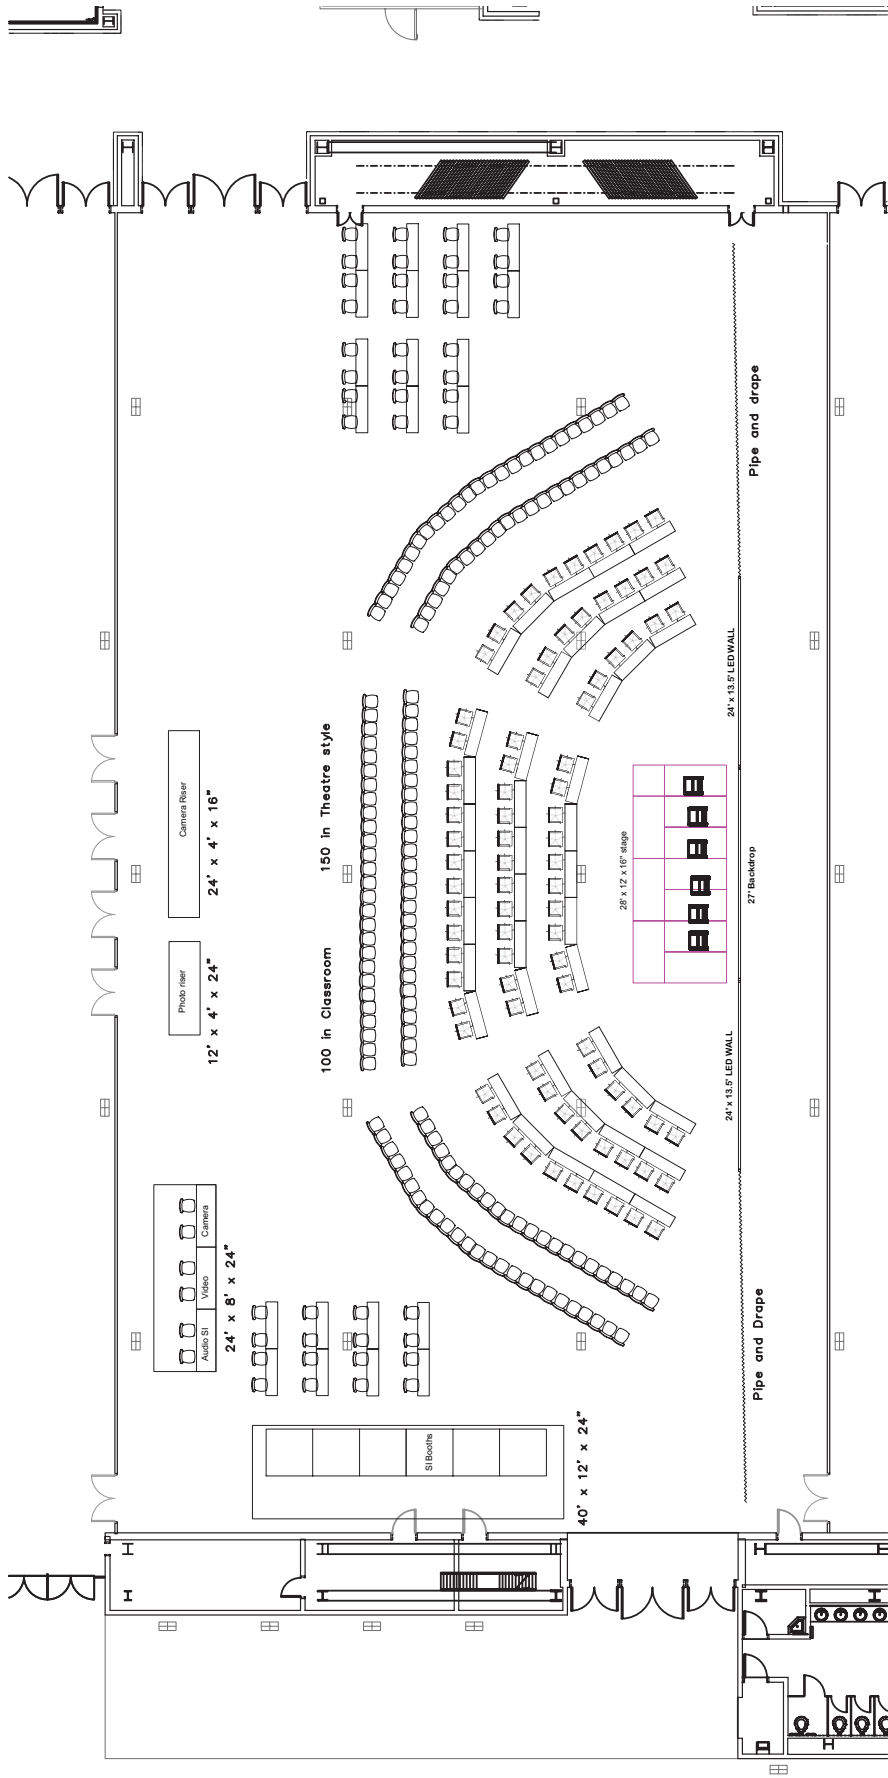 Pipe and drape
24' x 13.5' LED WALL
28' x 12' x 16" stage
27' Backdrop
24' x 13.5' LED WALL
Pipe and Drape
150 in Theatre style
100 in Classroom
Camera Riser
24' x 4' x 16"
Photo riser
12' x 4' x 24"
Camera
Video
Audio SI
24' x 8' x 24"
SI Booths
40' x 12' x 24"